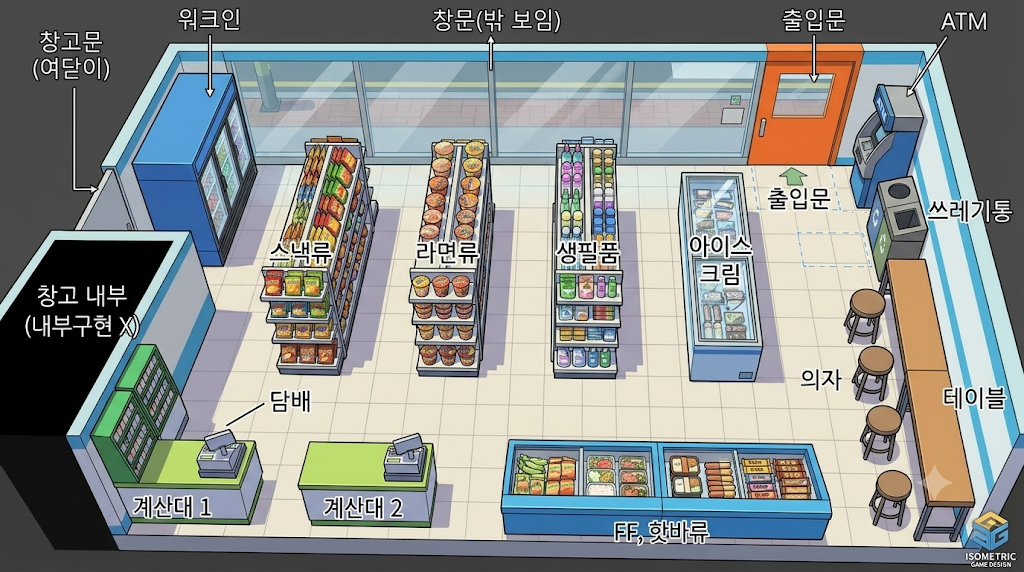 워크인
창문(밖 보임)
출입문
ATM
창고문
(여닫이)
출입문
쓰레기통
스낵류
라면류
생필품
아이스
크림
창고 내부
(내부구현 X)
의자
테이블
담배
계산대 1
계산대 2
FF, 핫바류
ISOMETRIC
GAME DESIGN